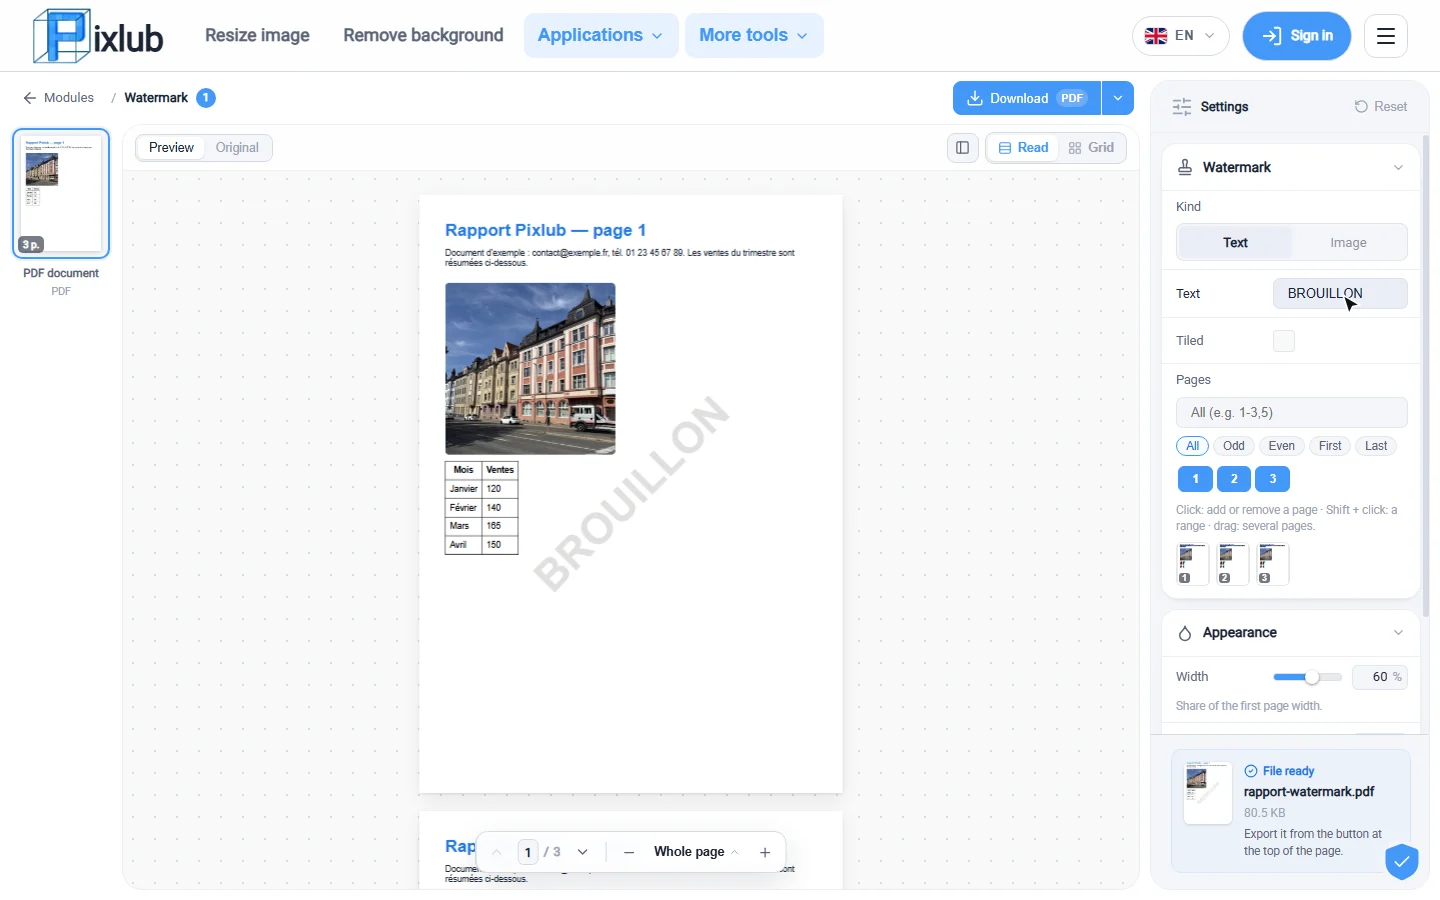 Pixlub
Resize image
Remove background
Applications
More tools
EN
Sign in
Modules / Watermark 1
Download PDF
Settings
Reset
Rapport Pixlub — page 1
3 p.
PDF document
PDF
Preview
Original
Read
Grid
Rapport Pixlub — page 1
Document d'exemple : contact@exemple.fr, tél. 01 23 45 67 89. Les ventes du trimestre sont
résumées ci-dessous.
Mois Ventes
Janvier 120
Février 140
Mars 165
Avril 150
BROUILLON
Rap
Docum
ont
résumées ci-dessous.
1 / 3
Whole page
Watermark
Kind
Text
Image
Text
BROUILLON
Tiled
Pages
All (e.g. 1-3,5)
All
Odd
Even
First
Last
1
2
3
Click: add or remove a page · Shift + click: a
range · drag: several pages.
1
2
3
Appearance
Width
60 %
Share of the first page width.
File ready
rapport-watermark.pdf
80.5 KB
Export it from the button at
the top of the page.